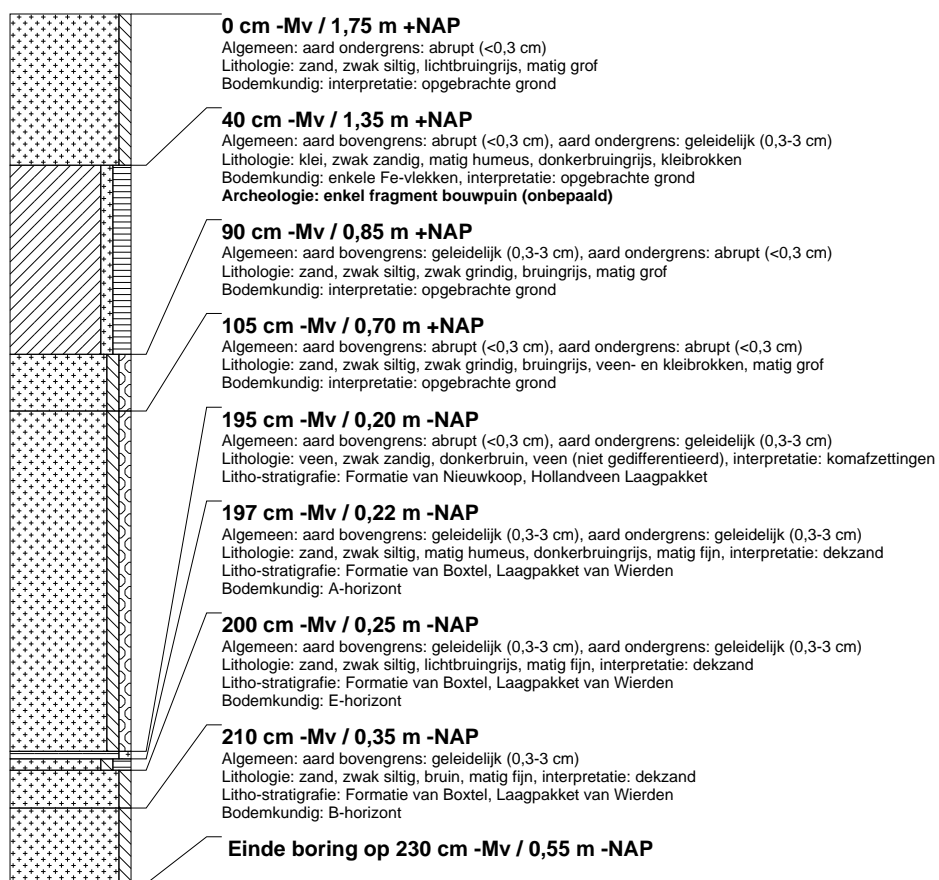 0 cm -Mv / 1,75 m +NAP
Algemeen: aard ondergrens: abrupt (<0,3 cm)
Lithologie: zand, zwak siltig, lichtbruingrijs, matig grof
Bodemkundig: interpretatie: opgebrachte grond
40 cm -Mv / 1,35 m +NAP
Algemeen: aard bovengrens: abrupt (<0,3 cm), aard ondergrens: geleidelijk (0,3-3 cm)
Lithologie: klei, zwak zandig, matig humeus, donkerbruingrijs, kleibrokken
Bodemkundig: enkele Fe-vlekken, interpretatie: opgebrachte grond
Archeologie: enkel fragment bouwpuin (onbepaald)
90 cm -Mv / 0,85 m +NAP
Algemeen: aard bovengrens: geleidelijk (0,3-3 cm), aard ondergrens: abrupt (<0,3 cm)
Lithologie: zand, zwak siltig, zwak grindig, bruingrijs, matig grof
Bodemkundig: interpretatie: opgebrachte grond
105 cm -Mv / 0,70 m +NAP
Algemeen: aard bovengrens: abrupt (<0,3 cm), aard ondergrens: abrupt (<0,3 cm)
Lithologie: zand, zwak siltig, zwak grindig, bruingrijs, veen- en kleibrokken, matig grof
Bodemkundig: interpretatie: opgebrachte grond
195 cm -Mv / 0,20 m -NAP
Algemeen: aard bovengrens: abrupt (<0,3 cm), aard ondergrens: geleidelijk (0,3-3 cm)
Lithologie: veen, zwak zandig, donkerbruin, veen (niet gedifferentieerd), interpretatie: komafzettingen
Litho-stratigrafie: Formatie van Nieuwkoop, Hollandveen Laagpakket
197 cm -Mv / 0,22 m -NAP
Algemeen: aard bovengrens: geleidelijk (0,3-3 cm), aard ondergrens: geleidelijk (0,3-3 cm)
Lithologie: zand, zwak siltig, matig humeus, donkerbruingrijs, matig fijn, interpretatie: dekzand
Litho-stratigrafie: Formatie van Boxtel, Laagpakket van Wierden
Bodemkundig: A-horizont
200 cm -Mv / 0,25 m -NAP
Algemeen: aard bovengrens: geleidelijk (0,3-3 cm), aard ondergrens: geleidelijk (0,3-3 cm)
Lithologie: zand, zwak siltig, lichtbruingrijs, matig fijn, interpretatie: dekzand
Litho-stratigrafie: Formatie van Boxtel, Laagpakket van Wierden
Bodemkundig: E-horizont
210 cm -Mv / 0,35 m -NAP
Algemeen: aard bovengrens: geleidelijk (0,3-3 cm)
Lithologie: zand, zwak siltig, bruin, matig fijn, interpretatie: dekzand
Litho-stratigrafie: Formatie van Boxtel, Laagpakket van Wierden
Bodemkundig: B-horizont
Einde boring op 230 cm -Mv / 0,55 m -NAP